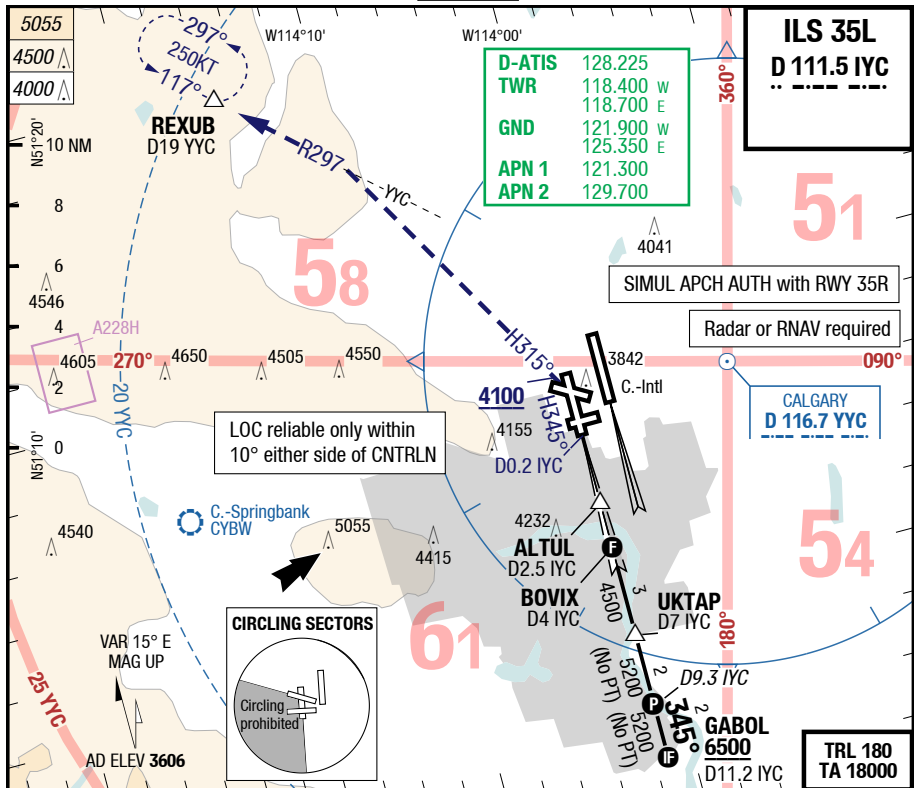 5055
4500
4000
297°
250KT
117°
REXUB
D19 YYC
W114°10'
W114°00'
D-ATIS 128.225
TWR 118.400 W
118.700 E
GND 121.900 W
125.350 E
APN 1 121.300
APN 2 129.700
360°
ILS 35L
D 111.5 IYC
N51°20'
10 NM
8
6
4
2
0
R297
YYC
58
51
4041
SIMUL APCH AUTH with RWY 35R
Radar or RNAV required
4546
A228H
4605
270°
4650
4505
4550
H315°
3842
C.-Intl
090°
4100
H345°
CALGARY
D 116.7 YYC
20 YYC
N51°10'
LOC reliable only within
10° either side of CNTRLN
4155
D0.2 IYC
C.-Springbank
CYBW
4540
5055
4415
4232
ALTUL
D2.5 IYC
F
BOVIX
D4 IYC
54
61
4500
3
UKTAP
D7 IYC
180°
CIRCLING SECTORS
Circling
prohibited
VAR 15° E
MAG UP
25 YYC
AD ELEV 3606
5200
(No PT)
2
D9.3 IYC
P
5200
(No PT)
345°
2
GABOL
6500
D11.2 IYC
IF
TRL 180
TA 18000